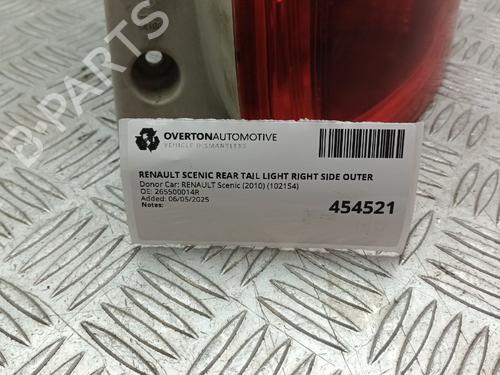 B-PARTS
OVERTONAUTOMOTIVE
VEHICLE DISMANTLERS
RENAULT SCENIC REAR TAIL LIGHT RIGHT SIDE OUTER
Donor Car: RENAULT Scenic (2010) (102154)
OE: 265500014R
Added: 06/05/2025
Notes:
454521